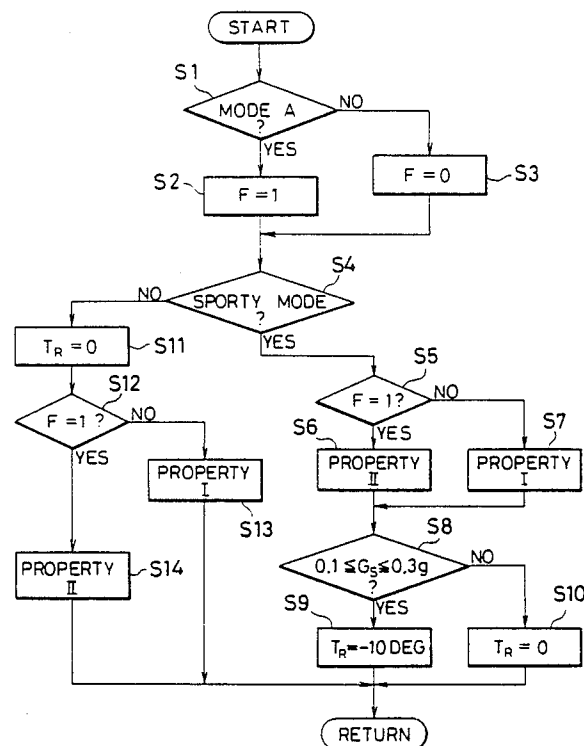 START
S1
MODE A
?
NO
YES
S2
F = 1
F = 0
S3
S4
NO
SPORTY MODE
?
YES
T_R = 0
S11
S5
S12
F = 1 ?
NO
YES
F = 1?
NO
YES
S6
S7
PROPERTY
II
PROPERTY
I
PROPERTY
I
S13
S8
PROPERTY
II
S14
0,1 ≦ G_S ≦ 0,3g
?
NO
YES
S9
S10
T_R = -10 DEG
T_R = 0
RETURN